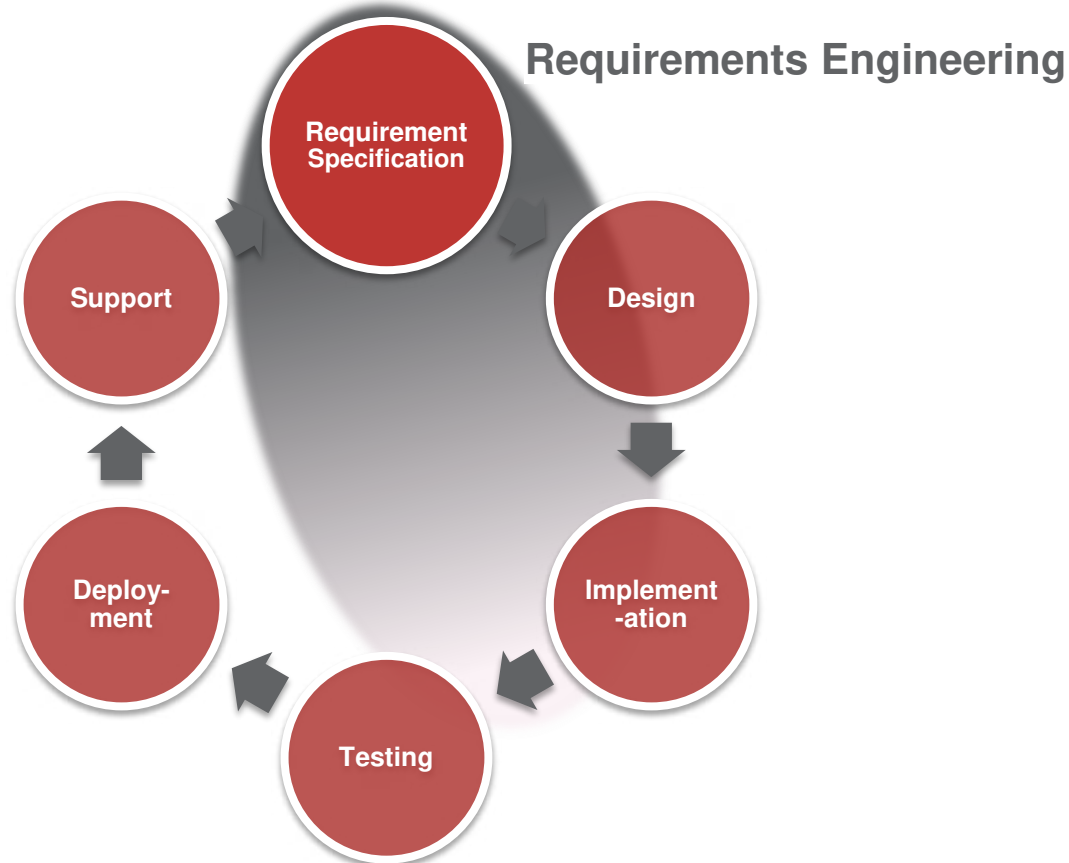 Requirements Engineering
Requirement
Specification
Support
Design
Deploy-
ment
Implement
-ation
Testing